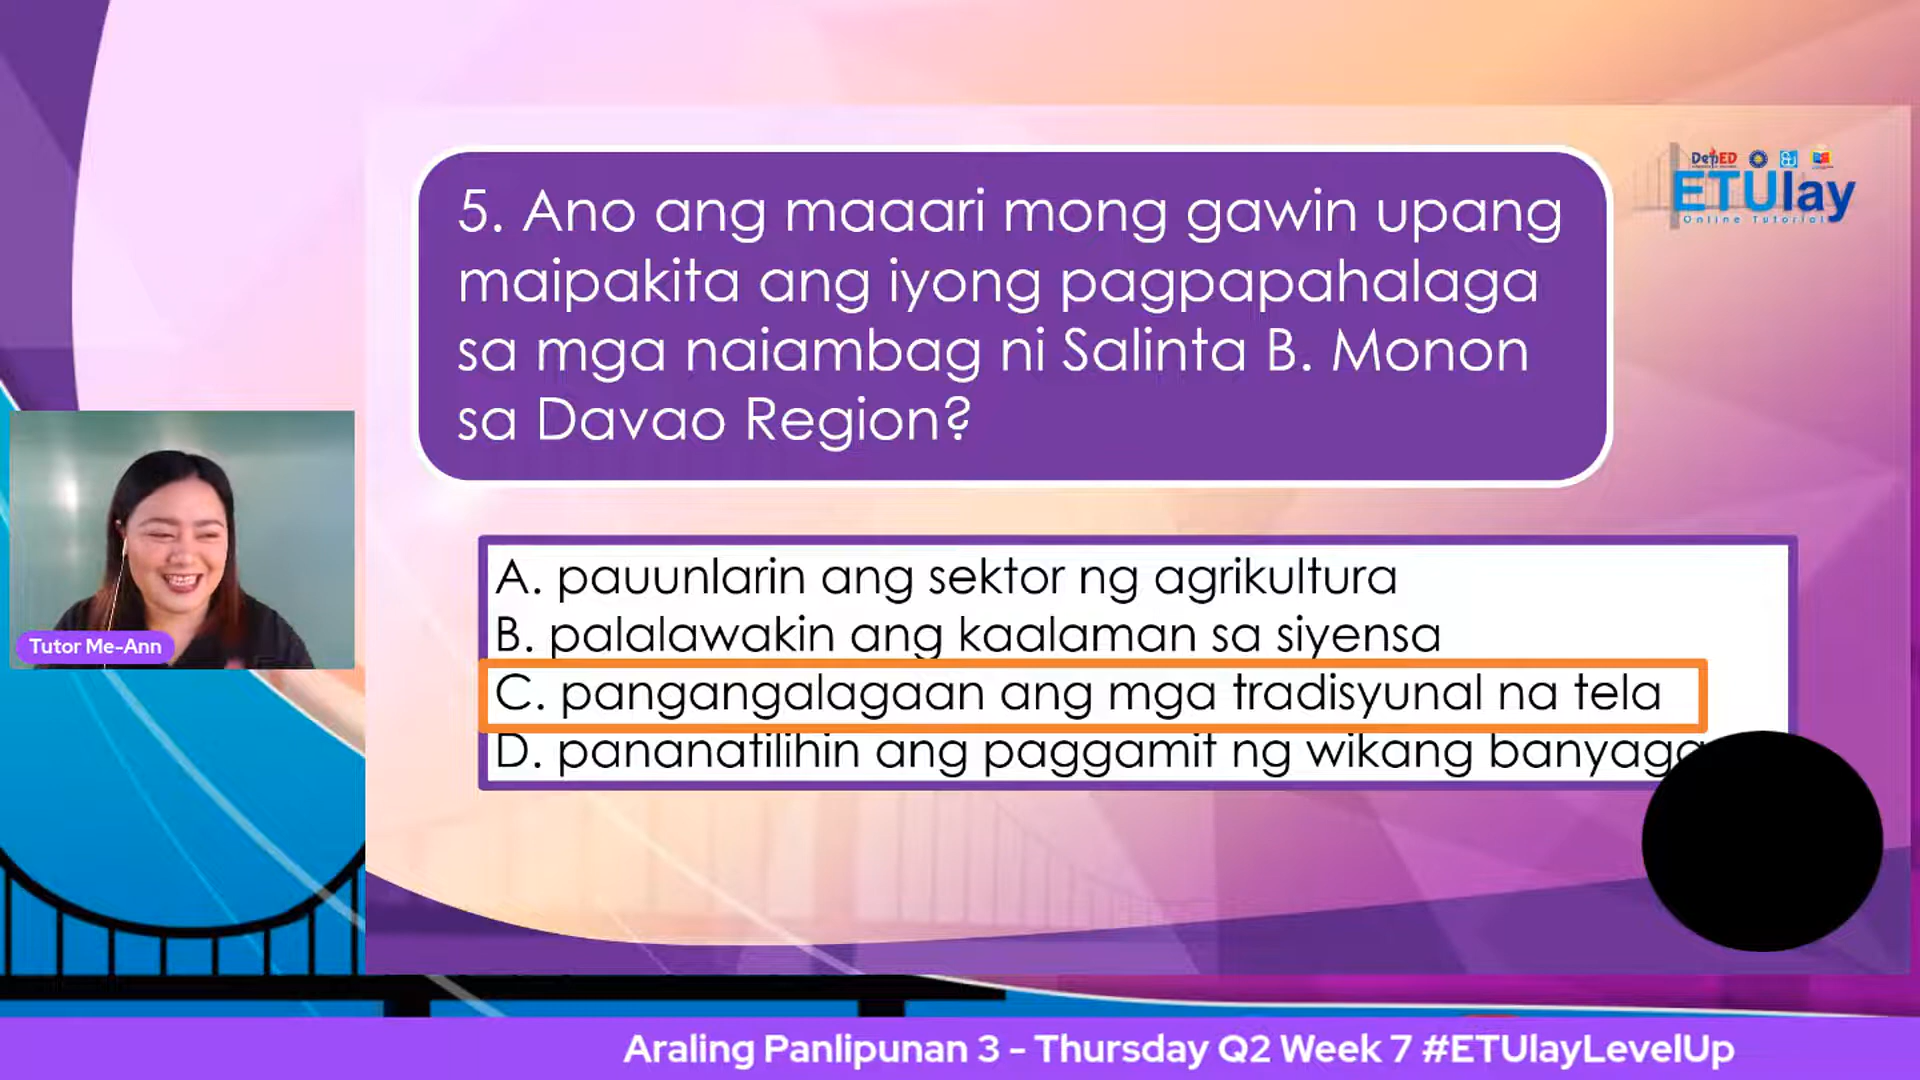 5. Ano ang maaari mong gawin upang
maipakita ang iyong pagpapahalaga
sa mga naiambag ni Salinta B. Monon
sa Davao Region?
DepED
ETUlay
Online Tutorial
A. pauunlarin ang sektor ng agrikultura
B. palalawakin ang kaalaman sa siyensa
C. pangangalagaan ang mga tradisyunal na tela
D. pananatilihin ang paggamit ng wikang banyaga
Tutor Me-Ann
Araling Panlipunan 3 - Thursday Q2 Week 7 #ETUlayLevelUp